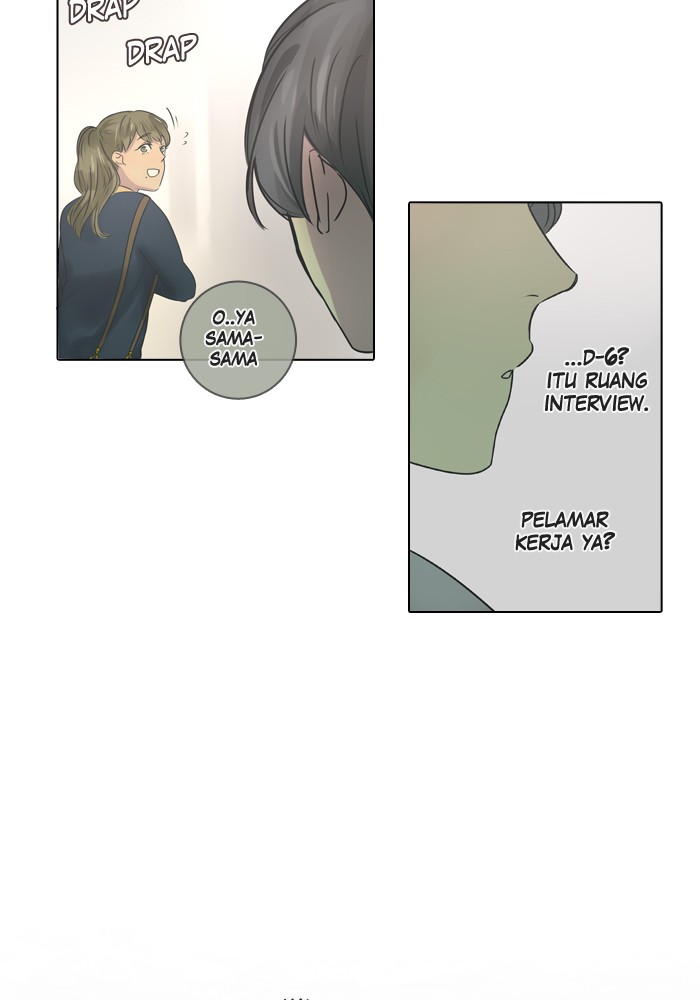 DRAP
DRAP
O..YA
SAMA-
SAMA
...D-6?
ITU RUANG
INTERVIEW.
PELAMAR
KERJA YA?